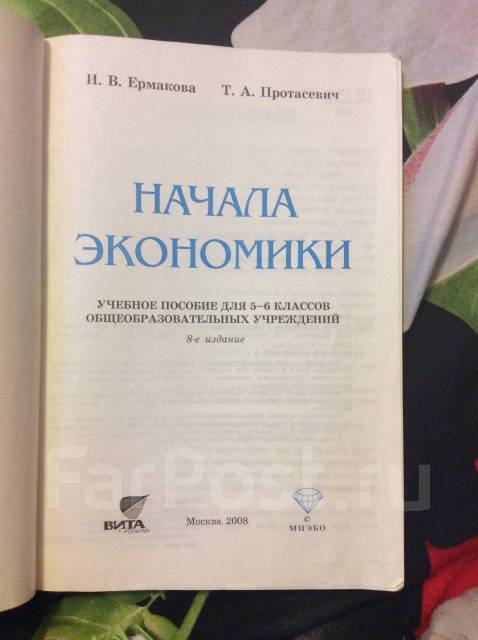 И. В. Ермакова Т. А. Протасевич
НАЧАЛА
ЭКОНОМИКИ
УЧЕБНОЕ ПОСОБИЕ ДЛЯ 5–6 КЛАССОВ
ОБЩЕОБРАЗОВАТЕЛЬНЫХ УЧРЕЖДЕНИЙ
8-е издание
FarPost.ru
ВИТА
Пресс
Москва 2008
©
МЦЭБО